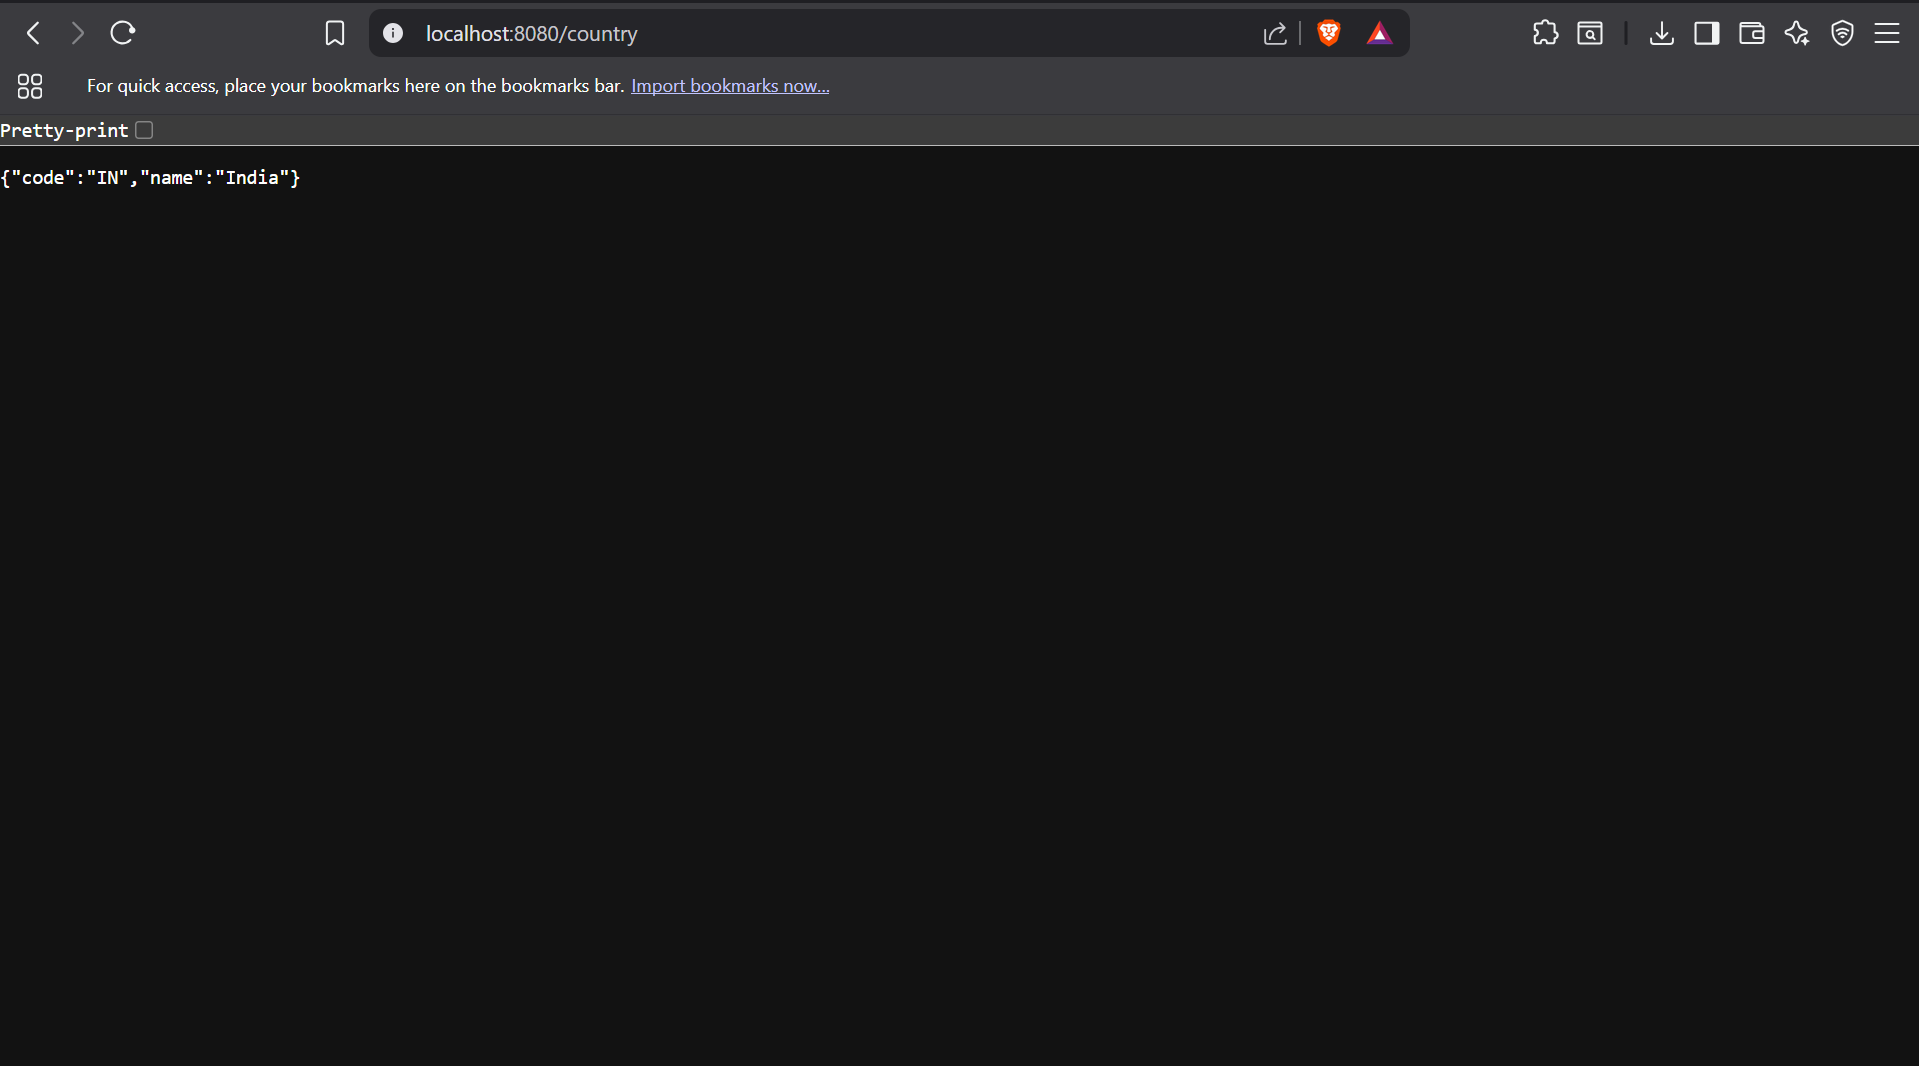 localhost:8080/country
For quick access, place your bookmarks here on the bookmarks bar. Import bookmarks now...
Pretty-print
{"code":"IN","name":"India"}